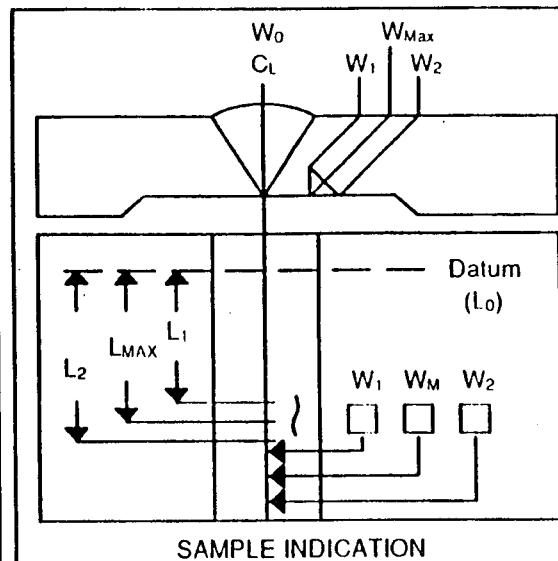 W0
CL
WMax
W1
W2
Datum
(L0)
L1
LMAX
L2
W1 WM W2
SAMPLE INDICATION